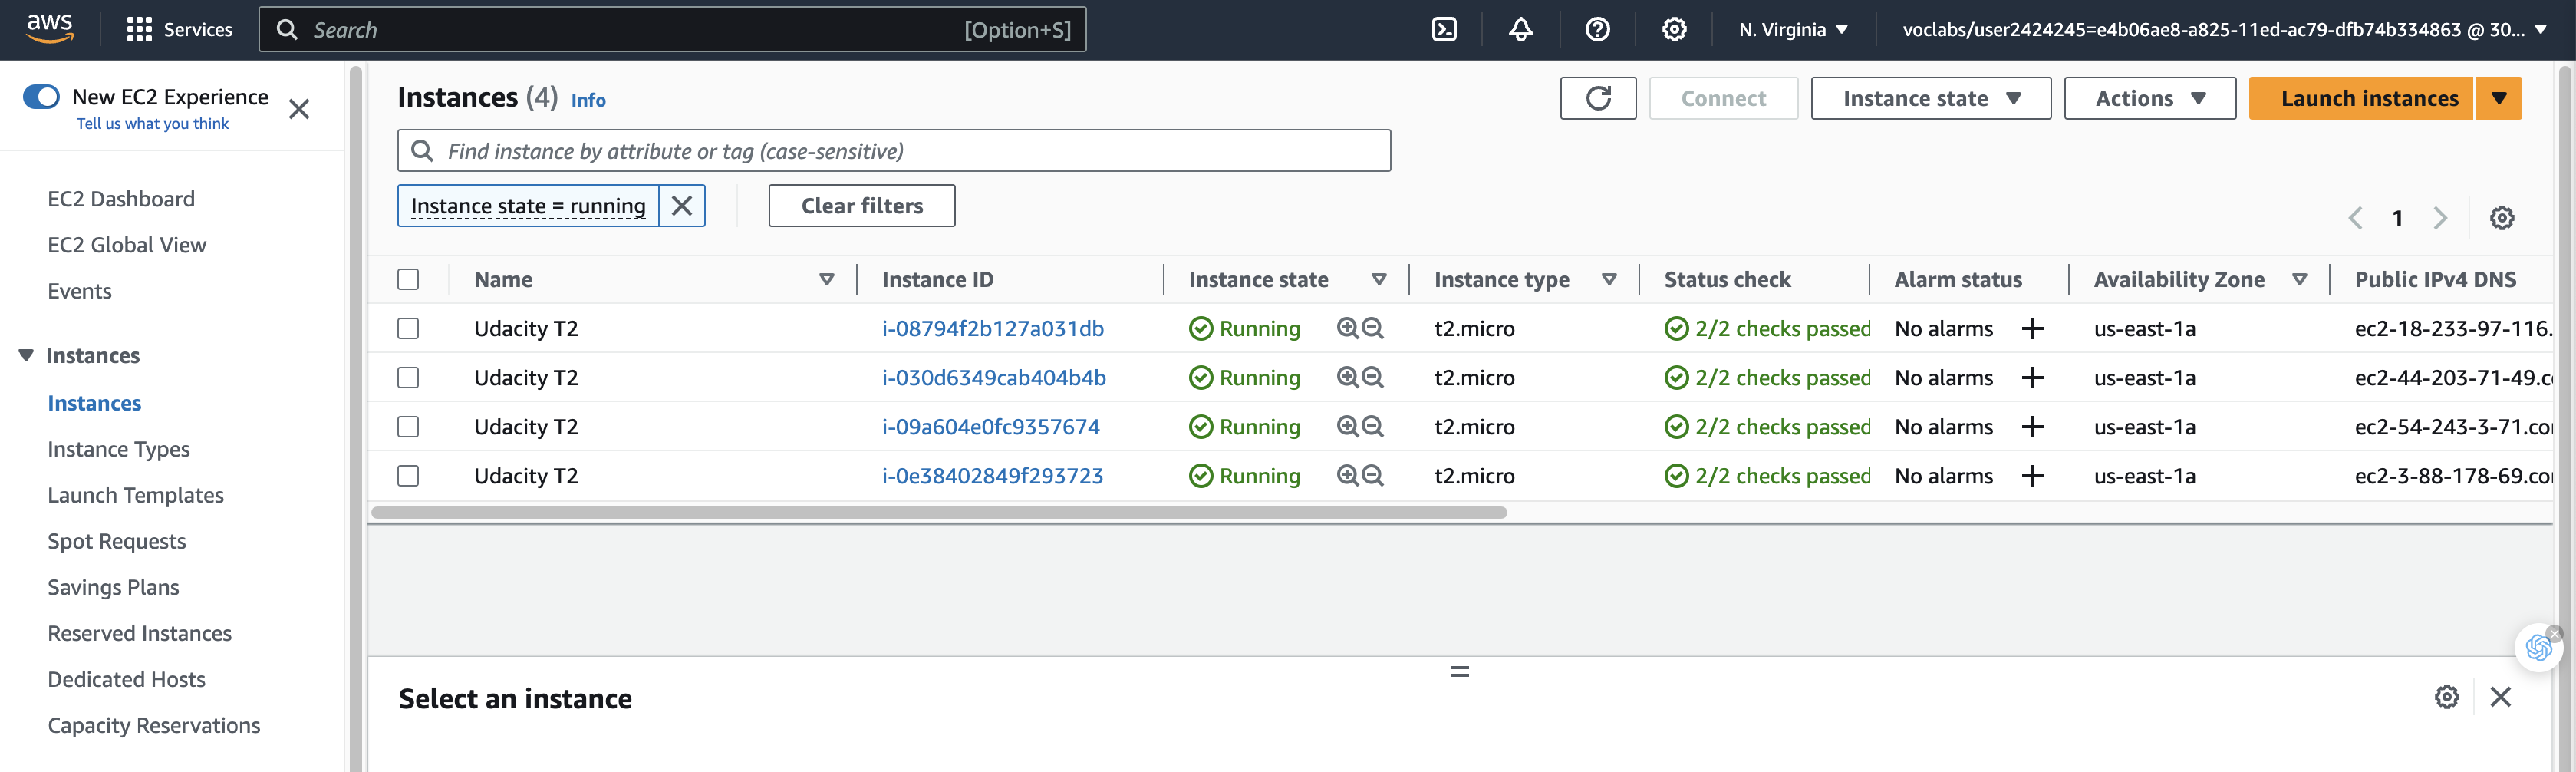 aws Services Search [Option+S] N. Virginia voclabs/user2424245=e4b06ae8-a825-11ed-ac79-dfb74b334863 @ 30...
New EC2 Experience
Tell us what you think
EC2 Dashboard
EC2 Global View
Events
Instances
Instances
Instance Types
Launch Templates
Spot Requests
Savings Plans
Reserved Instances
Dedicated Hosts
Capacity Reservations
Instances (4) Info Connect Instance state Actions Launch instances
Find instance by attribute or tag (case-sensitive)
Instance state = running Clear filters
1
Name Instance ID Instance state Instance type Status check Alarm status Availability Zone Public IPv4 DNS
Udacity T2 i-08794f2b127a031db Running t2.micro 2/2 checks passed No alarms + us-east-1a ec2-18-233-97-116.
Udacity T2 i-030d6349cab404b4b Running t2.micro 2/2 checks passed No alarms + us-east-1a ec2-44-203-71-49.c
Udacity T2 i-09a604e0fc9357674 Running t2.micro 2/2 checks passed No alarms + us-east-1a ec2-54-243-3-71.co
Udacity T2 i-0e38402849f293723 Running t2.micro 2/2 checks passed No alarms + us-east-1a ec2-3-88-178-69.co
Select an instance